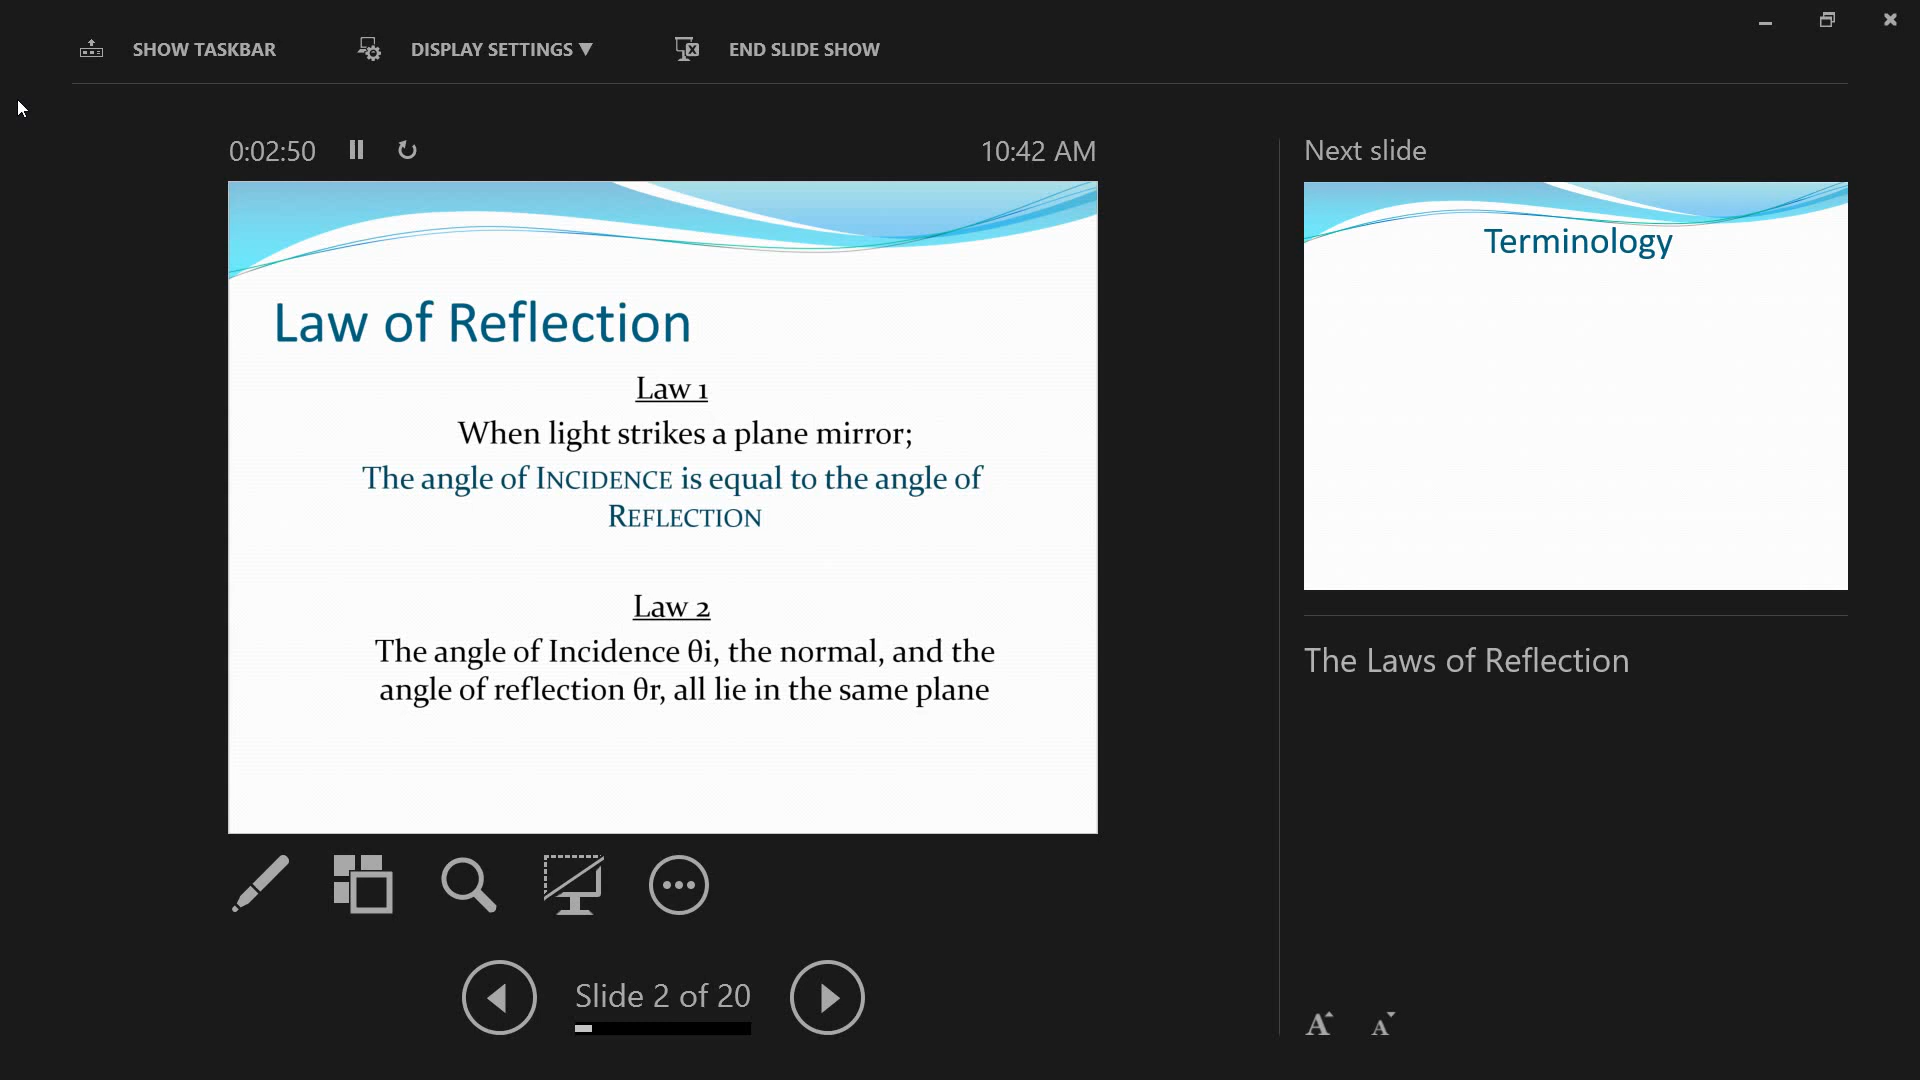 SHOW TASKBAR
DISPLAY SETTINGS ▼
END SLIDE SHOW
0:02:50
10:42 AM
Law of Reflection
Law 1
When light strikes a plane mirror;
The angle of INCIDENCE is equal to the angle of
REFLECTION
Law 2
The angle of Incidence θi, the normal, and the
angle of reflection θr, all lie in the same plane
Slide 2 of 20
Next slide
Terminology
The Laws of Reflection
A
A